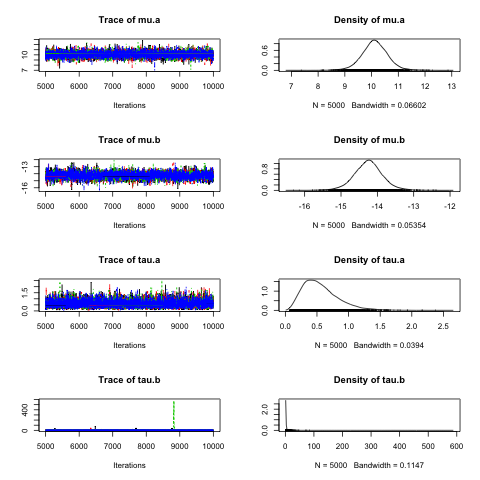 Trace of mu.a
10
7
5000 6000 7000 8000 9000 10000
Iterations
Density of mu.a
0.6
0.0
7 8 9 10 11 12 13
N = 5000 Bandwidth = 0.06602
Trace of mu.b
-13
-16
5000 6000 7000 8000 9000 10000
Iterations
Density of mu.b
0.8
0.0
-16 -15 -14 -13 -12
N = 5000 Bandwidth = 0.05354
Trace of tau.a
1.5
0.0
5000 6000 7000 8000 9000 10000
Iterations
Density of tau.a
1.0
0.0
0.0 0.5 1.0 1.5 2.0 2.5
N = 5000 Bandwidth = 0.0394
Trace of tau.b
400
0
5000 6000 7000 8000 9000 10000
Iterations
Density of tau.b
2.0
0.0
0 100 200 300 400 500 600
N = 5000 Bandwidth = 0.1147